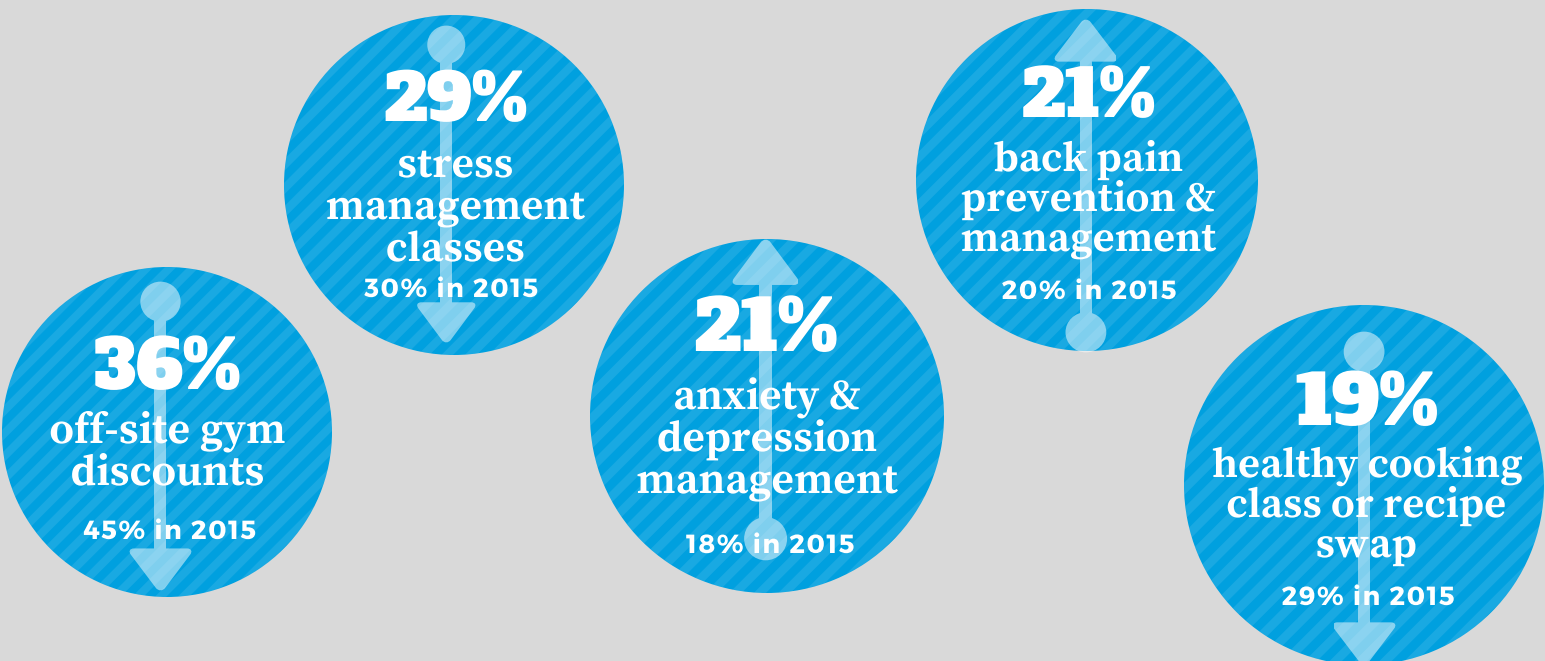 36%
off-site gym
discounts
45% in 2015
29%
stress
management
classes
30% in 2015
21%
anxiety &
depression
management
18% in 2015
21%
back pain
prevention &
management
20% in 2015
19%
healthy cooking
class or recipe
swap
29% in 2015